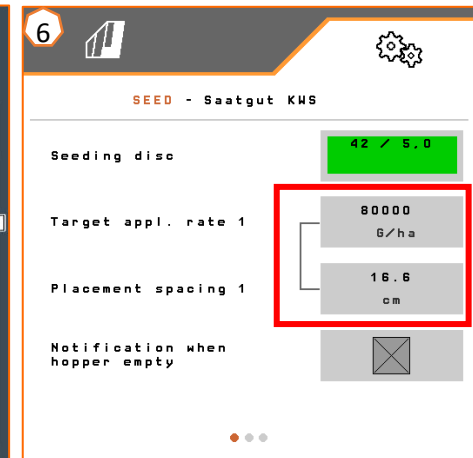 6
SEED - Saatgut KWS
Seeding disc
42 / 5,0
Target appl. rate 1
80000
G/ha
Placement spacing 1
16.6
cm
Notification when
hopper empty